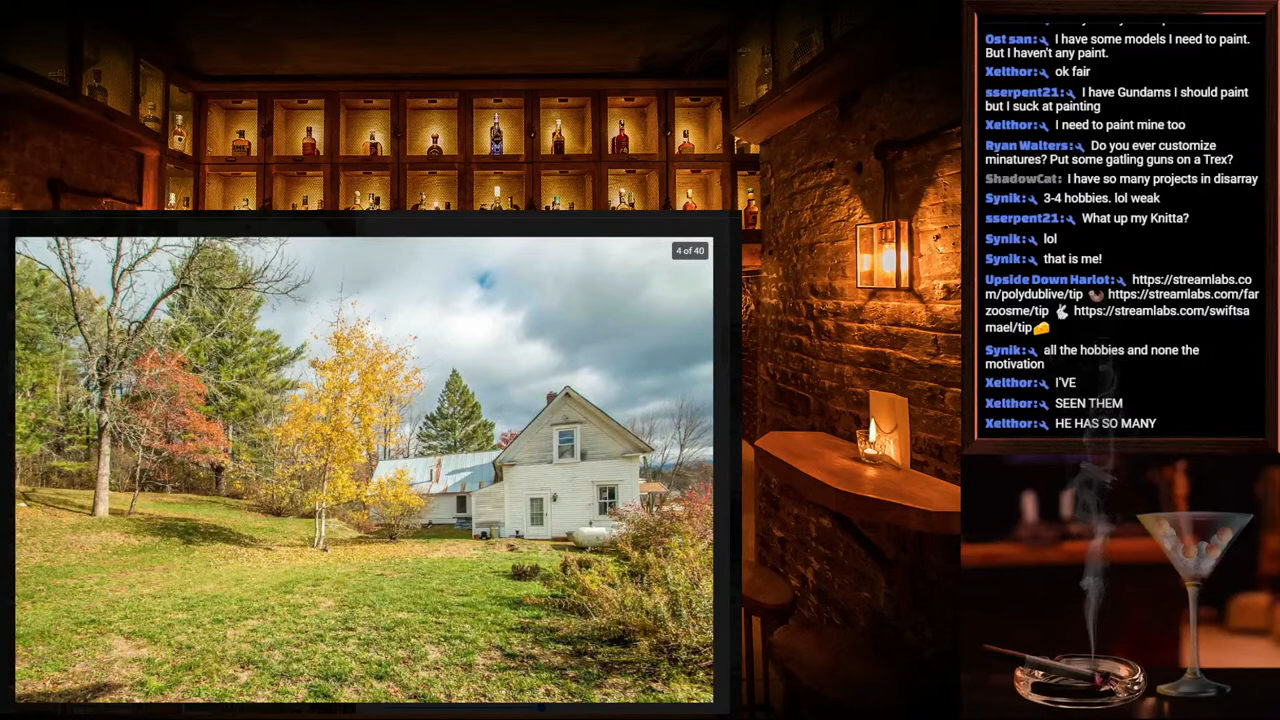 Ost san: I have some models I need to paint.
But I haven't any paint.
Xelthor: ok fair
sserpent21: I have Gundams I should paint
but I suck at painting
Xelthor: I need to paint mine too
Ryan Walters: Do you ever customize
minatures? Put some gatling guns on a Trex?
ShadowCat: I have so many projects in disarray
Synik: 3-4 hobbies. lol weak
sserpent21: What up my Knitta?
Synik: lol
Synik: that is me!
Upside Down Harlot: https://streamlabs.co
m/polydublive/tip https://streamlabs.com/far
zoosme/tip https://streamlabs.com/swiftsa
mael/tip
Synik: all the hobbies and none the
motivation
Xelthor: I'VE
Xelthor: SEEN THEM
Xelthor: HE HAS SO MANY
4 of 40